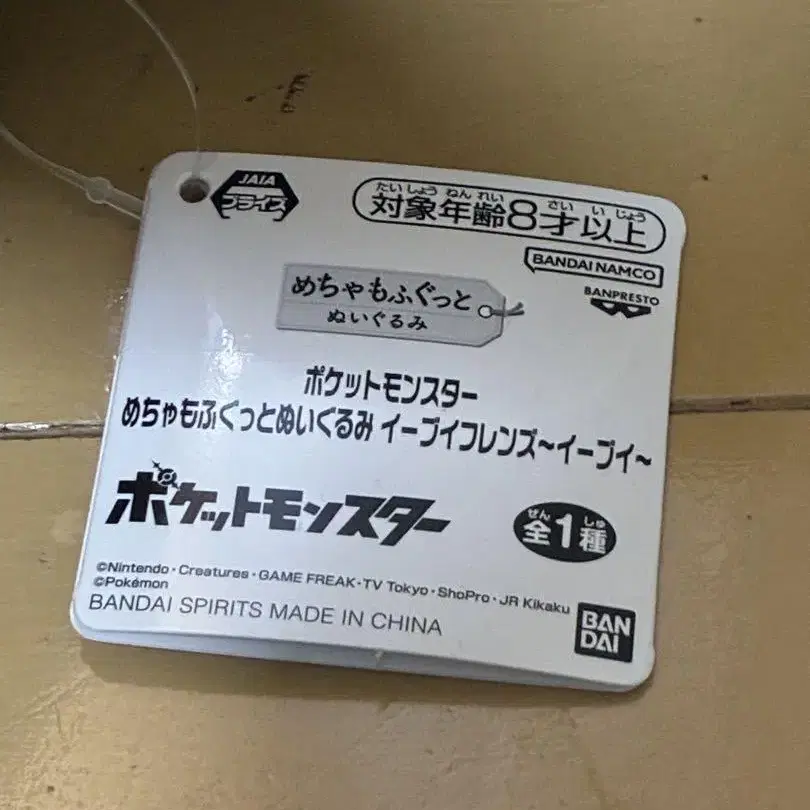 JAIA
プライズ
たいしょうねんれい さい いじょう
対象年齢8才以上
BANDAI NAMCO
BANPRESTO
めちゃもふぐっと
ぬいぐるみ
ポケットモンスター
めちゃもふぐっとぬいぐるみ イーブイフレンズ~イーブイ~
ポケットモンスター
ぜん しゅ
全1種
©Nintendo・Creatures・GAME FREAK・TV Tokyo・ShoPro・JR Kikaku
©Pokémon
BANDAI SPIRITS MADE IN CHINA
BAN
DAI